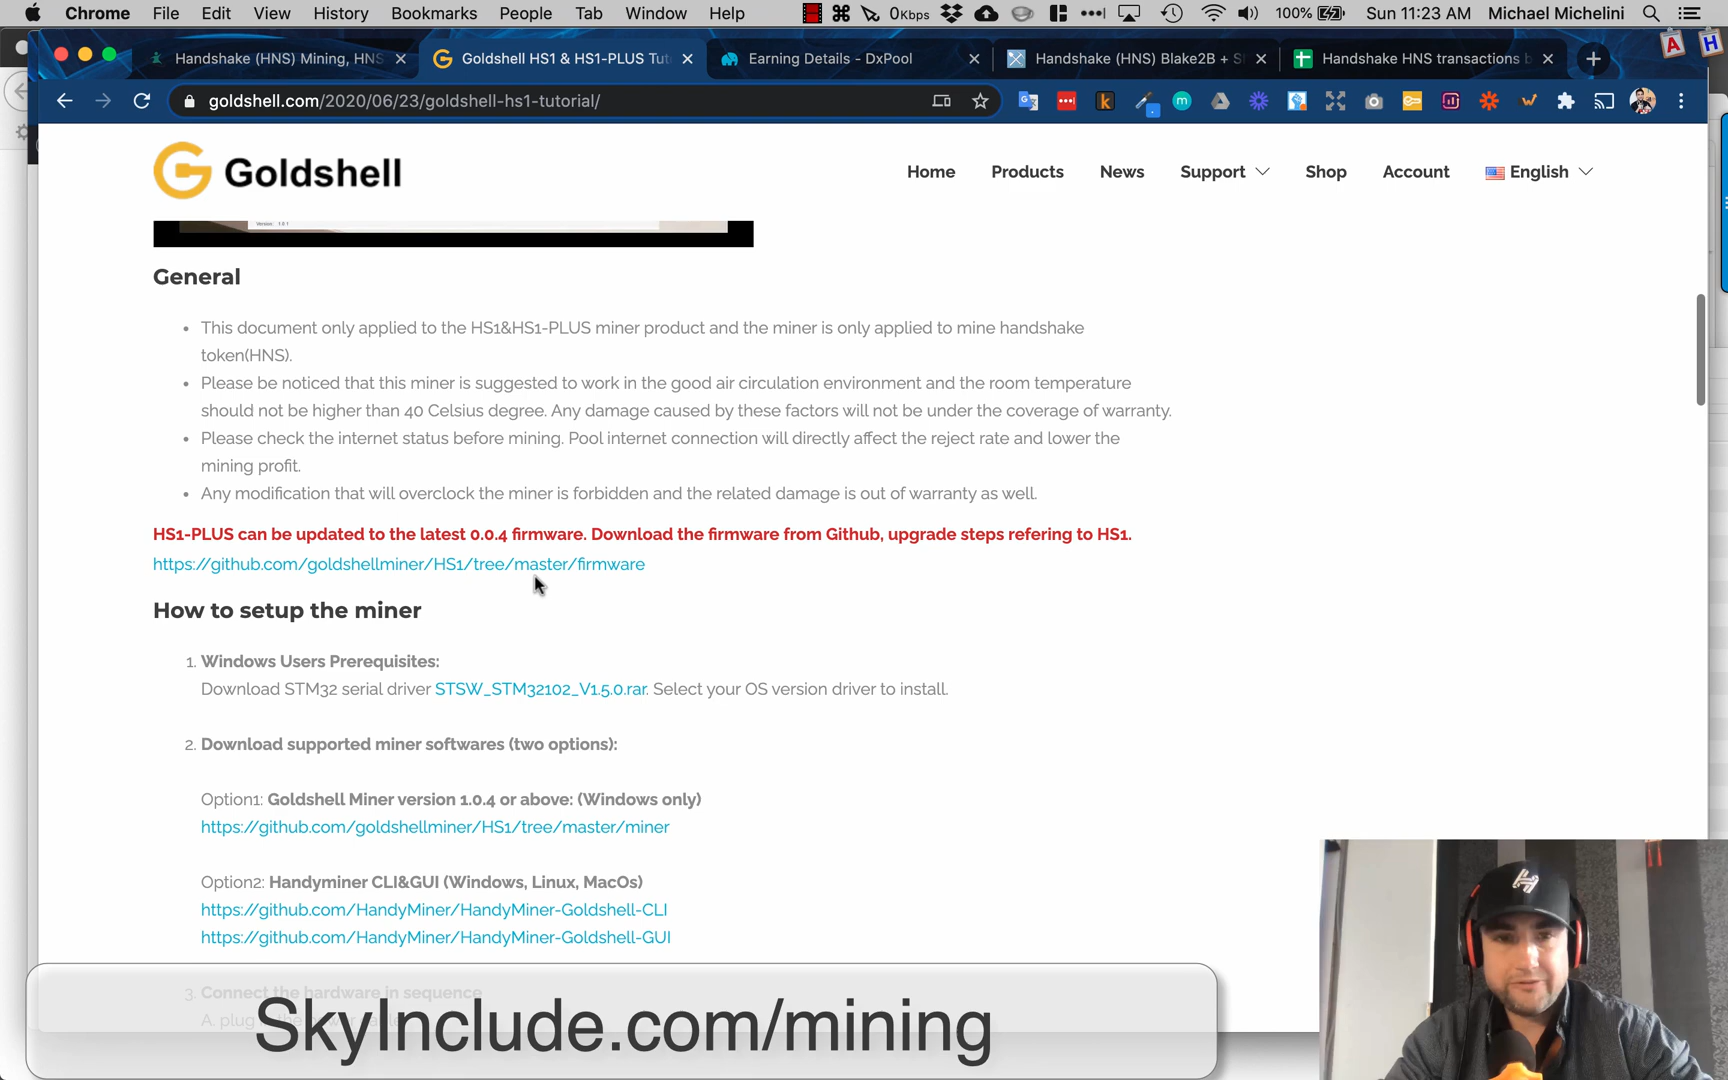 Chrome File Edit View History Bookmarks People Tab Window Help 0Kbps 100% Sun 11:23 AM Michael Michelini
Handshake (HNS) Mining, HNS Goldshell HS1 & HS1-PLUS Tut Earning Details - DxPool Handshake (HNS) Blake2B + S Handshake HNS transactions b
goldshell.com/2020/06/23/goldshell-hs1-tutorial/
Goldshell Home Products News Support Shop Account English
General
• This document only applied to the HS1&HS1-PLUS miner product and the miner is only applied to mine handshake
token(HNS).
• Please be noticed that this miner is suggested to work in the good air circulation environment and the room temperature
should not be higher than 40 Celsius degree. Any damage caused by these factors will not be under the coverage of warranty.
• Please check the internet status before mining. Pool internet connection will directly affect the reject rate and lower the
mining profit.
• Any modification that will overclock the miner is forbidden and the related damage is out of warranty as well.
HS1-PLUS can be updated to the latest 0.0.4 firmware. Download the firmware from Github, upgrade steps refering to HS1.
https://github.com/goldshellminer/HS1/tree/master/firmware
How to setup the miner
1. Windows Users Prerequisites:
Download STM32 serial driver STSW_STM32102_V1.5.0.rar. Select your OS version driver to install.
2. Download supported miner softwares (two options):
Option1: Goldshell Miner version 1.0.4 or above: (Windows only)
https://github.com/goldshellminer/HS1/tree/master/miner
Option2: Handyminer CLI&GUI (Windows, Linux, MacOs)
https://github.com/HandyMiner/HandyMiner-Goldshell-CLI
https://github.com/HandyMiner/HandyMiner-Goldshell-GUI
3. Connect the hardware in sequence
A. plug
SkyInclude.com/mining